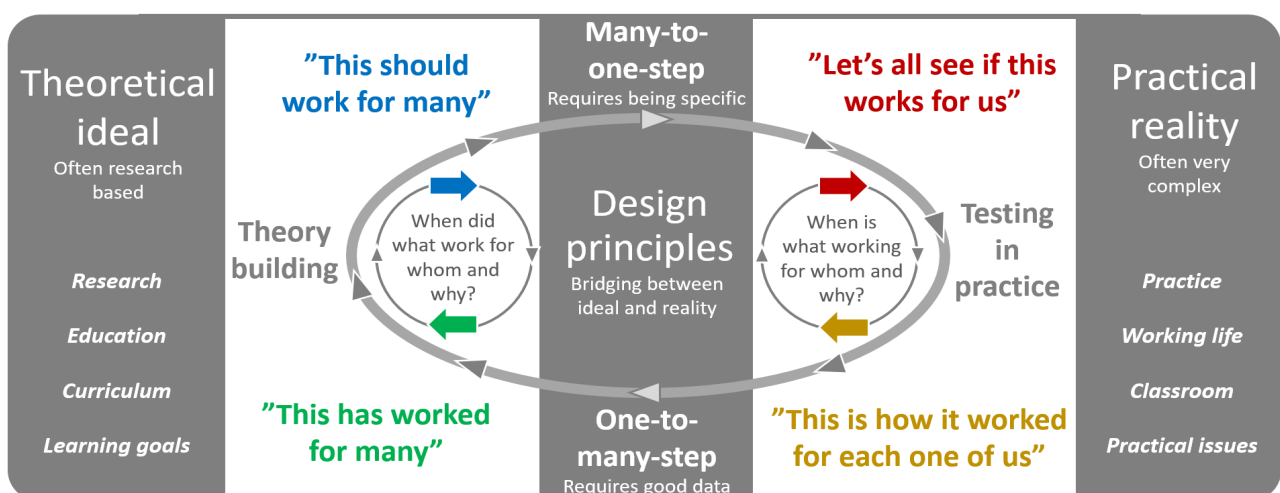 Theoretical
ideal
Often research
based
Research
Education
Curriculum
Learning goals
”This should
work for many”
Theory
building
When did
what work for
whom and
why?
”This has worked
for many”
Many-to-
one-step
Requires being specific
Design
principles
Bridging between
ideal and reality
One-to-
many-step
Requires good data
”Let’s all see if this
works for us”
When is
what working
for whom and
why?
Testing
in
practice
”This is how it worked
for each one of us”
Practical
reality
Often very
complex
Practice
Working life
Classroom
Practical issues